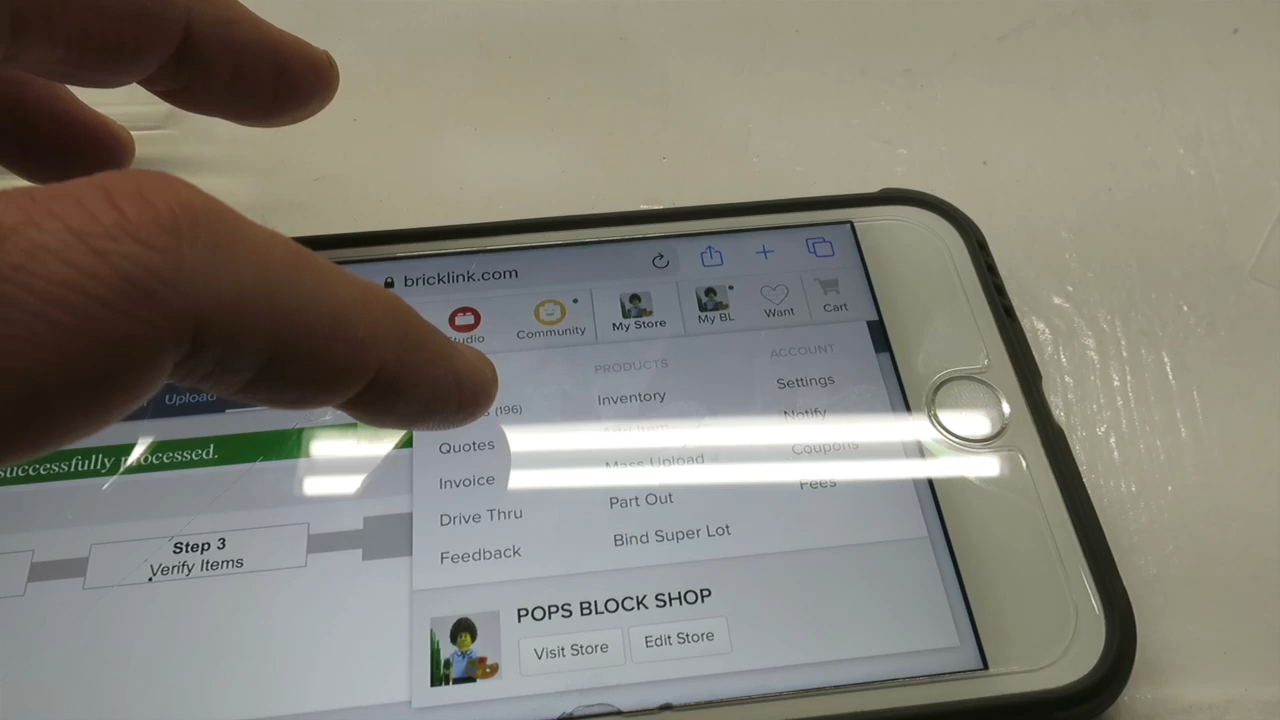 bricklink.com
Community
My Store
My BL
Want
Cart
PRODUCTS
ACCOUNT
Inventory
Settings
Upload
(196)
Notify
Quotes
Mass Upload
Coupons
successfully processed.
Invoice
Part Out
Fees
Drive Thru
Bind Super Lot
Feedback
Step 3
Verify Items
POPS BLOCK SHOP
Visit Store
Edit Store